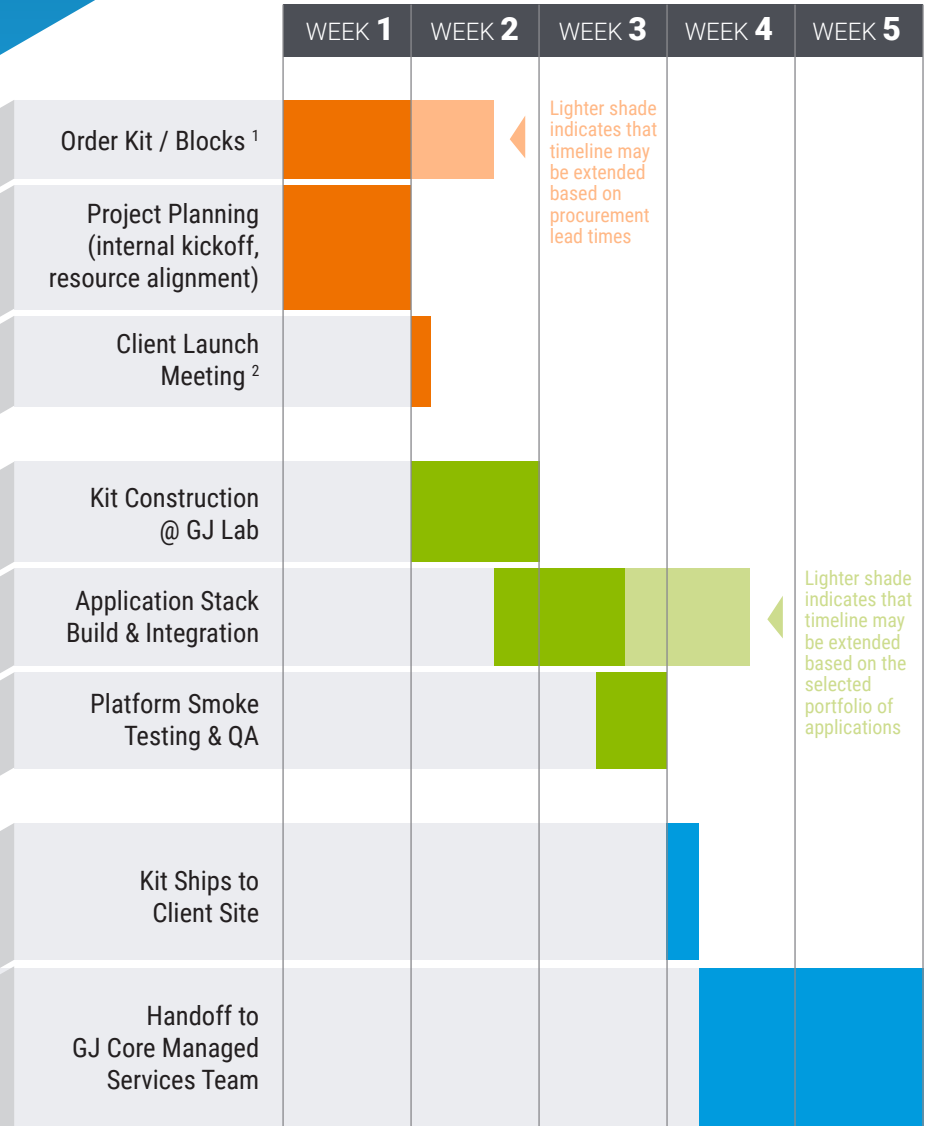 WEEK 1 WEEK 2 WEEK 3 WEEK 4 WEEK 5
Order Kit / Blocks 1
Lighter shade
indicates that
timeline may
be extended
based on
procurement
lead times
Project Planning
(internal kickoff,
resource alignment)
Client Launch
Meeting 2
Kit Construction
@ GJ Lab
Application Stack
Build & Integration
Lighter shade
indicates that
timeline may
be extended
based on the
selected
portfolio of
applications
Platform Smoke
Testing & QA
Kit Ships to
Client Site
Handoff to
GJ Core Managed
Services Team